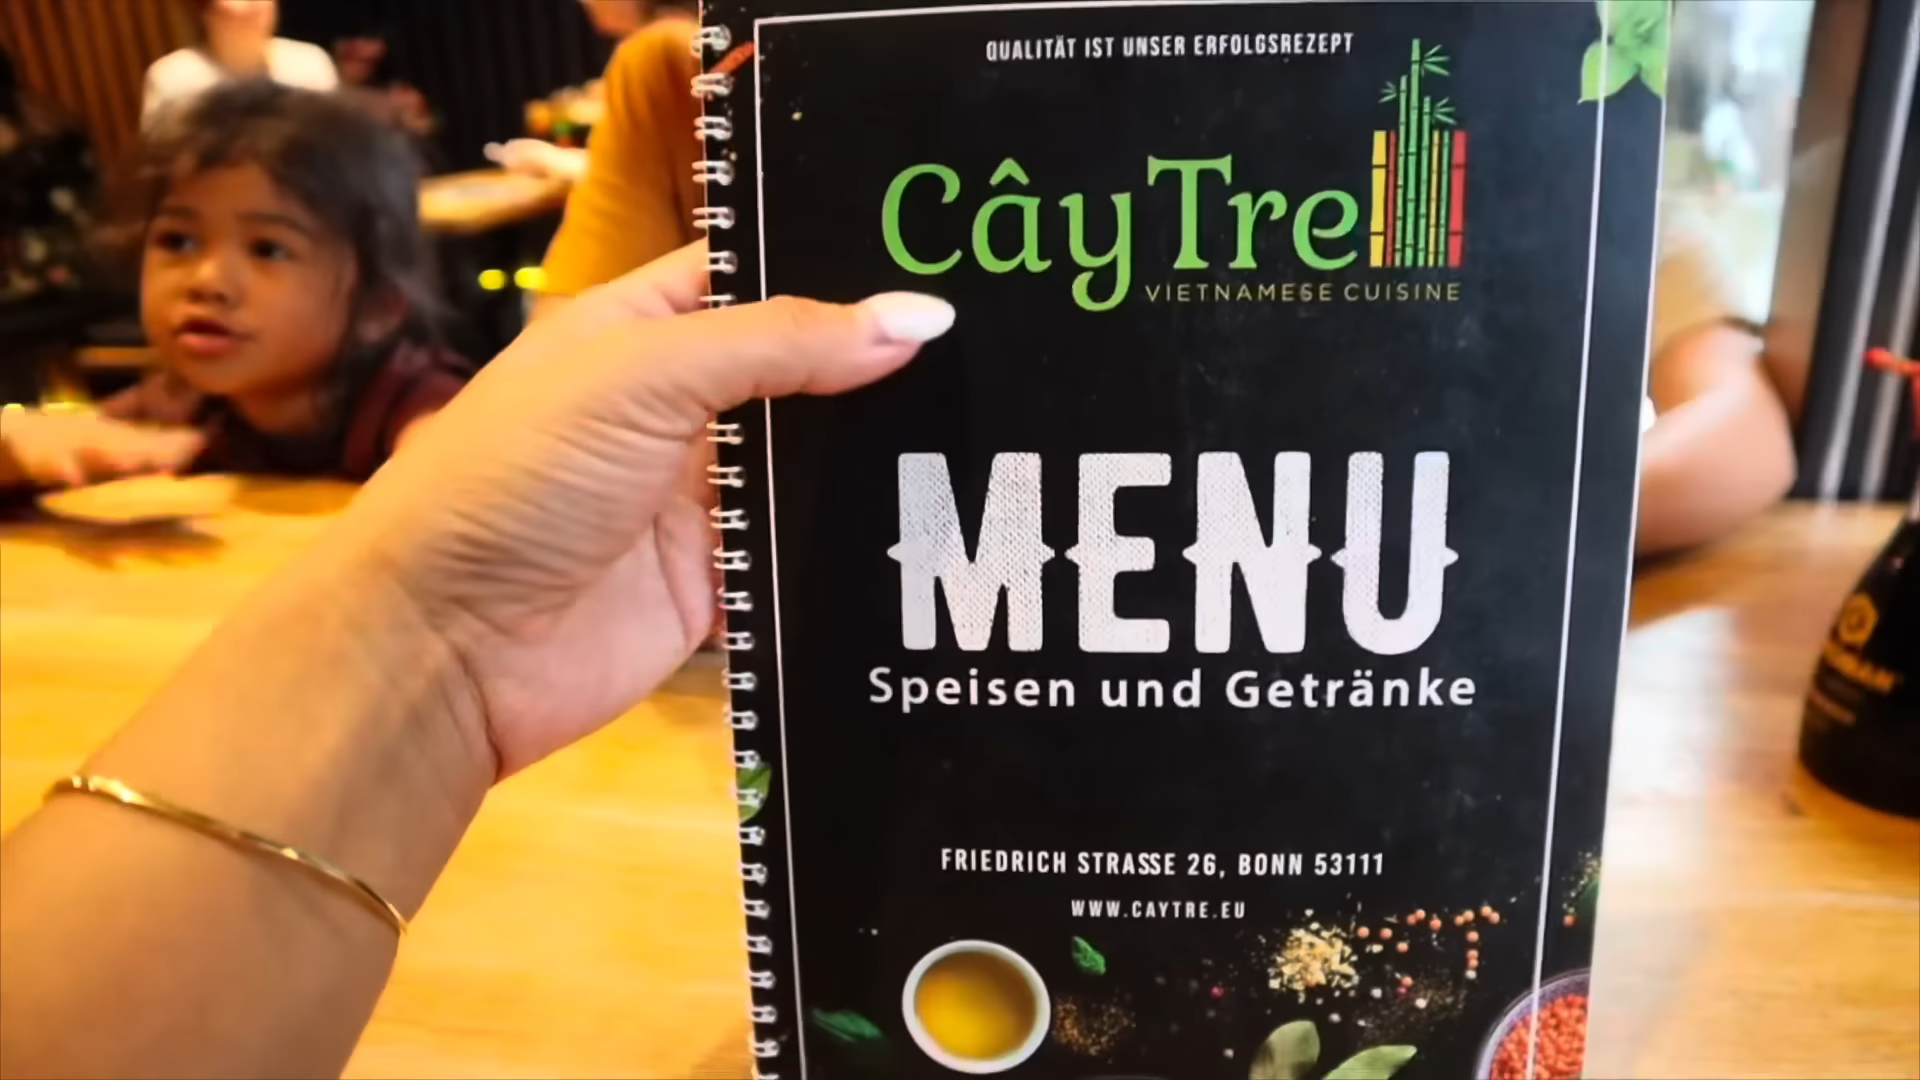 QUALITÄT IST UNSER ERFOLGSREZEPT
CâyTre
VIETNAMESE CUISINE
MENU
Speisen und Getränke
FRIEDRICH STRASSE 26, BONN 53111
WWW.CAYTRE.EU